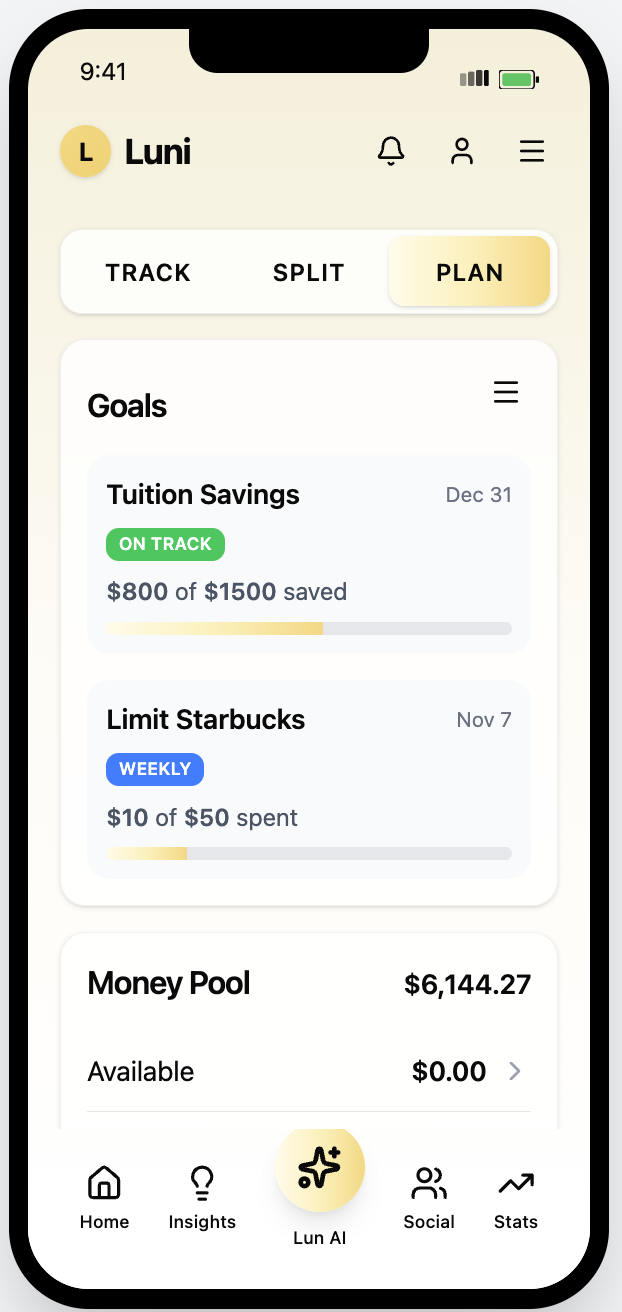 9:41
L Luni
TRACK SPLIT PLAN
Goals
Tuition Savings Dec 31
ON TRACK
$800 of $1500 saved
Limit Starbucks Nov 7
WEEKLY
$10 of $50 spent
Money Pool $6,144.27
Available $0.00
Home Insights Lun AI Social Stats